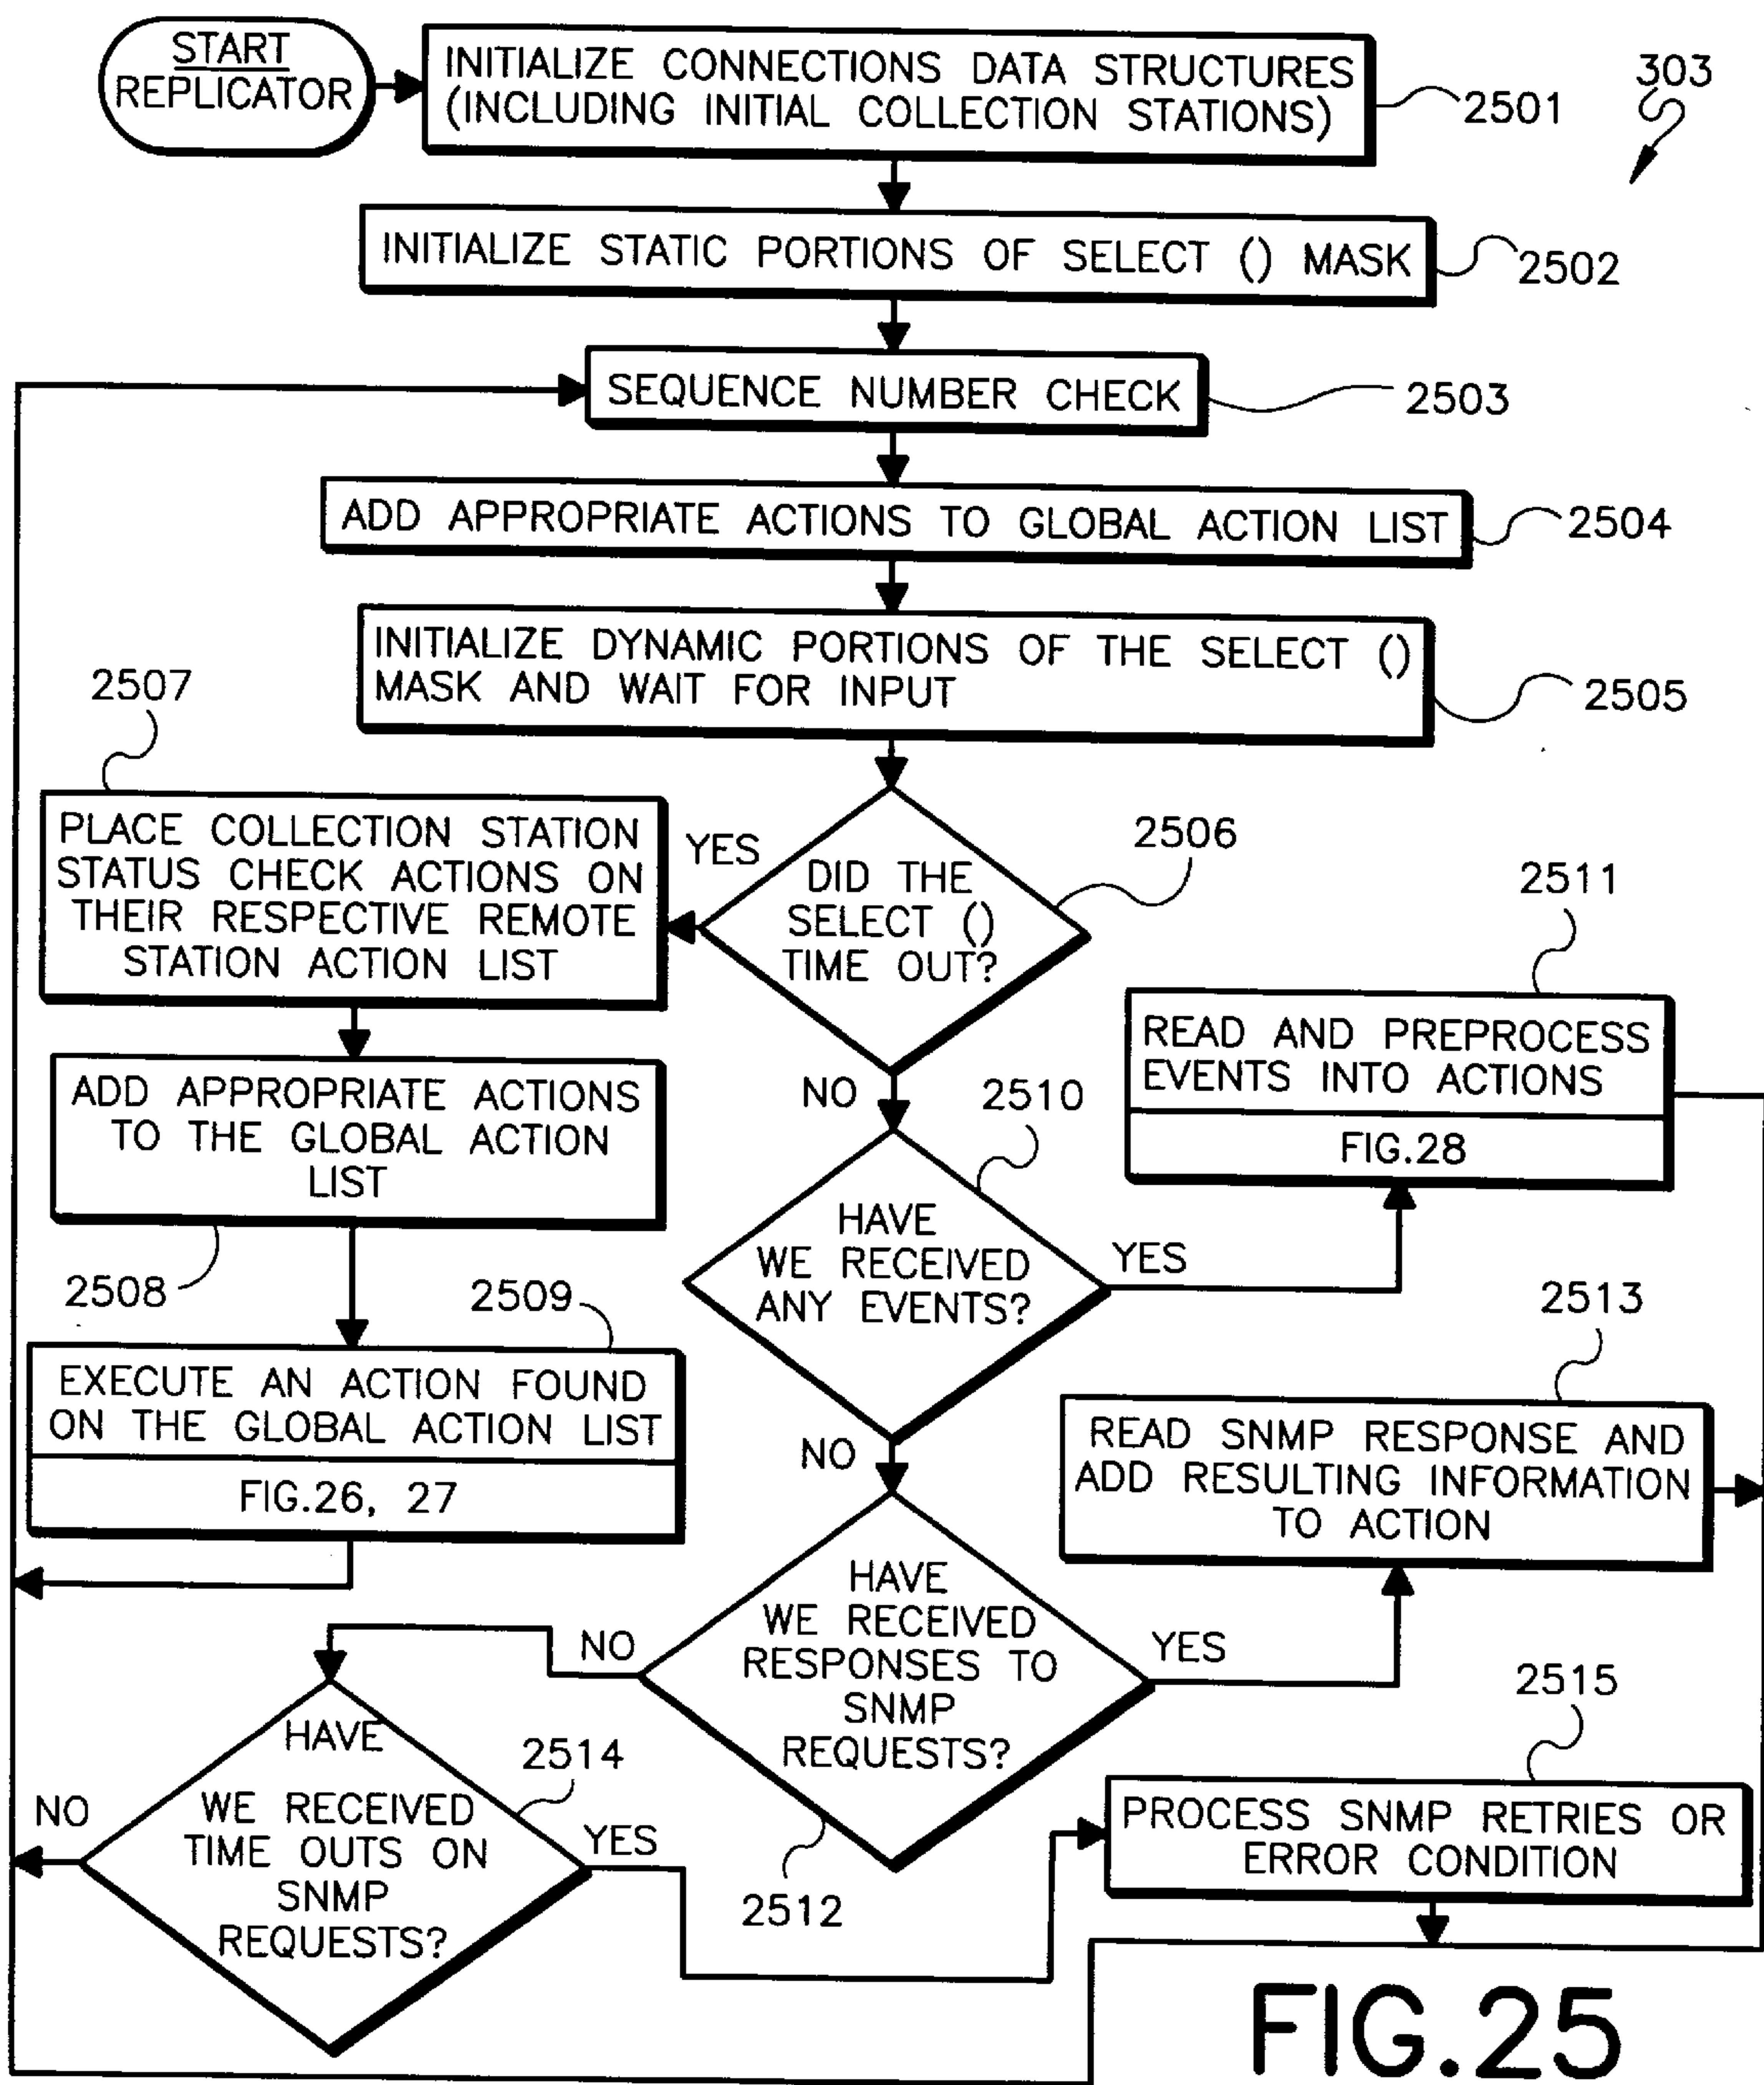 START
REPLICATOR
INITIALIZE CONNECTIONS DATA STRUCTURES
(INCLUDING INITIAL COLLECTION STATIONS)
2501
303
INITIALIZE STATIC PORTIONS OF SELECT () MASK
2502
SEQUENCE NUMBER CHECK
2503
ADD APPROPRIATE ACTIONS TO GLOBAL ACTION LIST
2504
INITIALIZE DYNAMIC PORTIONS OF THE SELECT ()
MASK AND WAIT FOR INPUT
2505
2507
PLACE COLLECTION STATION
STATUS CHECK ACTIONS ON
THEIR RESPECTIVE REMOTE
STATION ACTION LIST
YES
DID THE
SELECT ()
TIME OUT?
2506
NO
2511
READ AND PREPROCESS
EVENTS INTO ACTIONS
FIG.28
ADD APPROPRIATE ACTIONS
TO THE GLOBAL ACTION
LIST
2508
2510
HAVE
WE RECEIVED
ANY EVENTS?
YES
NO
2509
EXECUTE AN ACTION FOUND
ON THE GLOBAL ACTION LIST
FIG.26, 27
2513
READ SNMP RESPONSE AND
ADD RESULTING INFORMATION
TO ACTION
HAVE
WE RECEIVED
RESPONSES TO
SNMP
REQUESTS?
NO
YES
2512
HAVE
WE RECEIVED
TIME OUTS ON
SNMP
REQUESTS?
2514
NO
YES
2515
PROCESS SNMP RETRIES OR
ERROR CONDITION
FIG.25